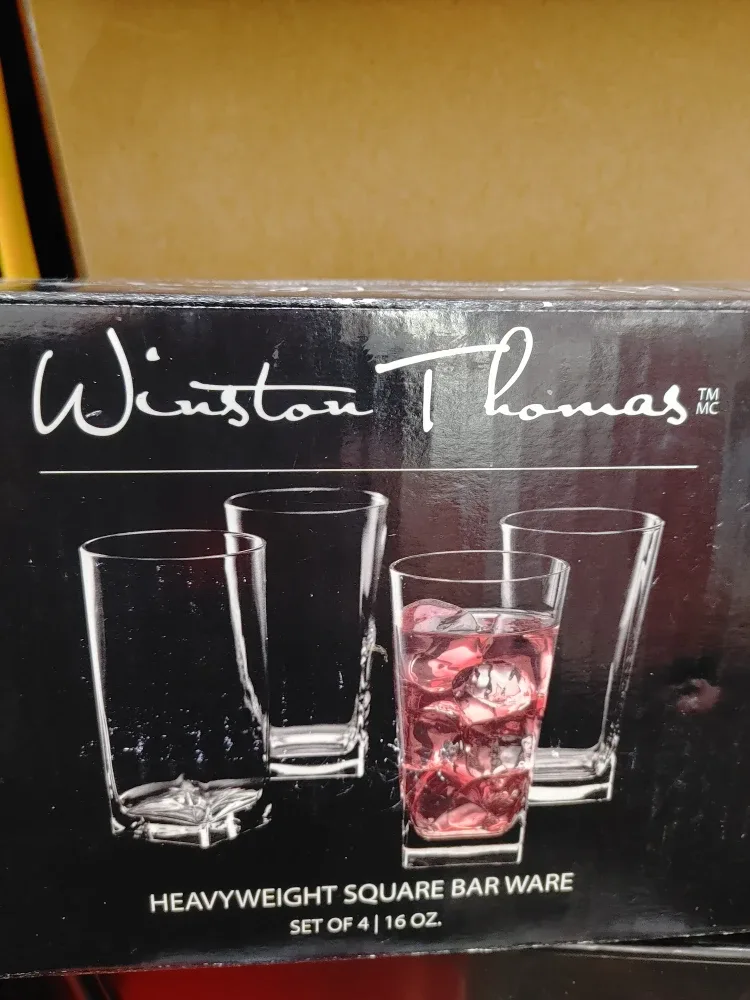 Winston Thomas TM
MC
HEAVYWEIGHT SQUARE BAR WARE
SET OF 4 | 16 OZ.